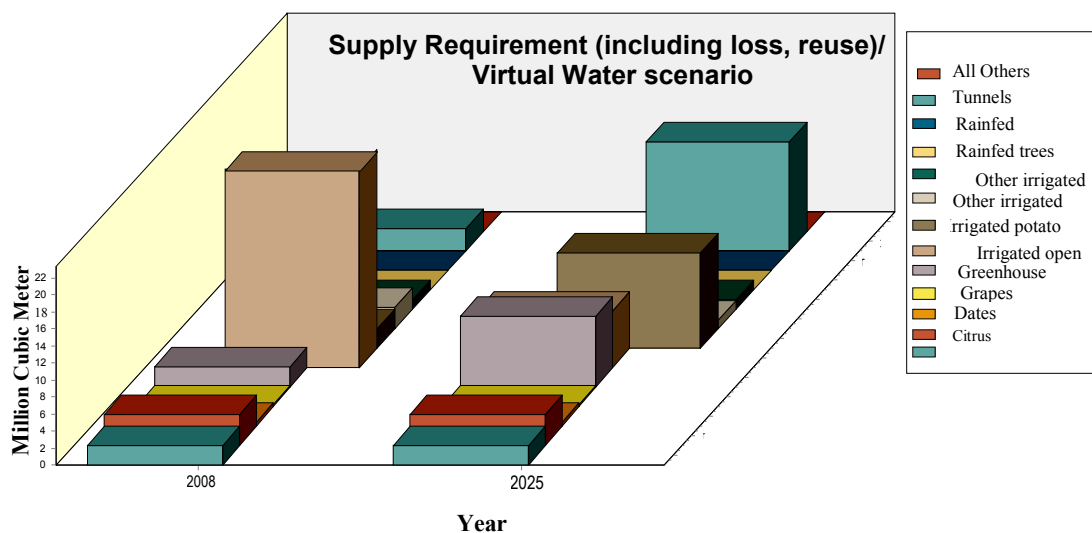 Supply Requirement (including loss, reuse)/
Virtual Water scenario
All Others
Tunnels
Rainfed
Rainfed trees
Other irrigated
Other irrigated
Irrigated potato
Irrigated open
Greenhouse
Grapes
Dates
Citrus
Million Cubic Meter
22
20
18
16
14
12
10
8
6
4
2
0
2008
2025
Year